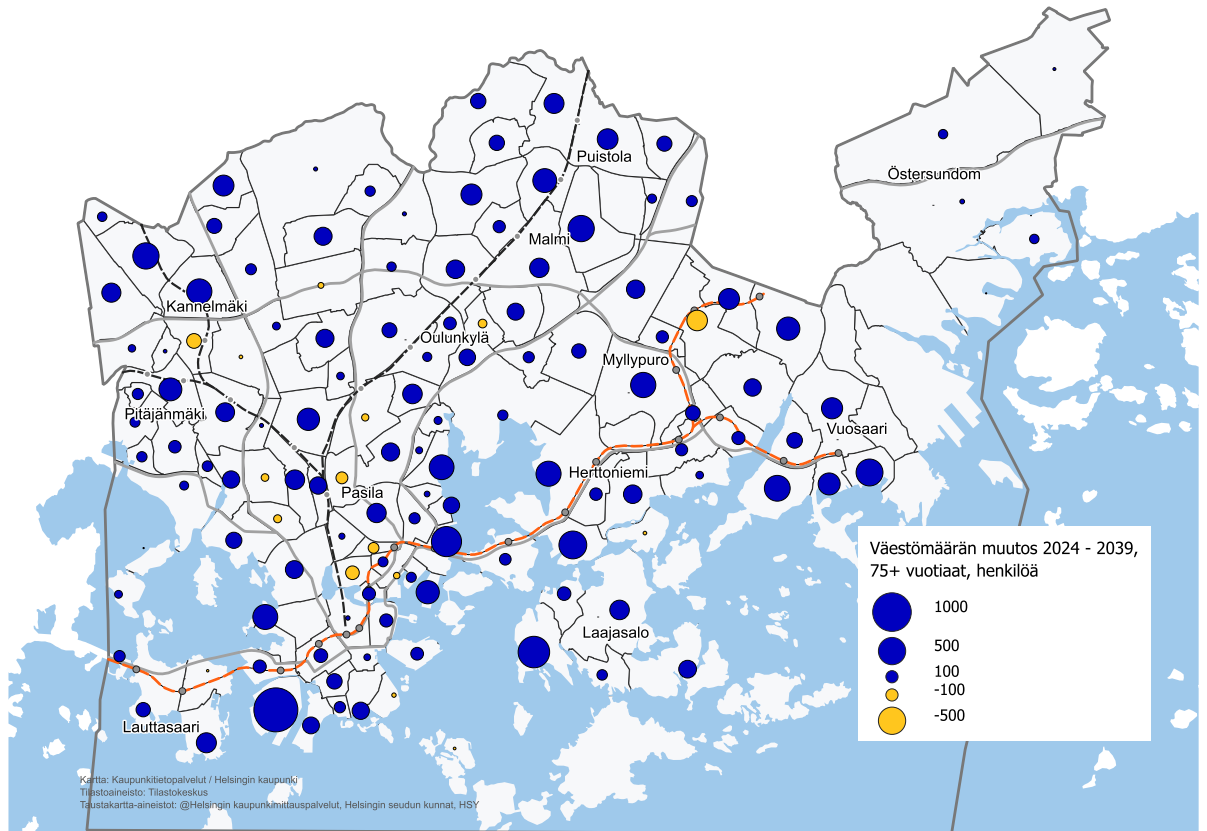 Puistola
Östersundom
Malmi
Kannelmäki
Oulunkylä
Myllypuro
Pitäjänmäki
Vuosaari
Herttoniemi
Pasila
Laajasalo
Lauttasaari
Väestömäärän muutos 2024 - 2039,
75+ vuotiaat, henkilöä
1000
500
100
-100
-500
Kartta: Kaupunkitietopalvelut / Helsingin kaupunki
Tilastoaineisto: Tilastokeskus
Taustakartta-aineistot: @Helsingin kaupunkimittauspalvelut, Helsingin seudun kunnat, HSY